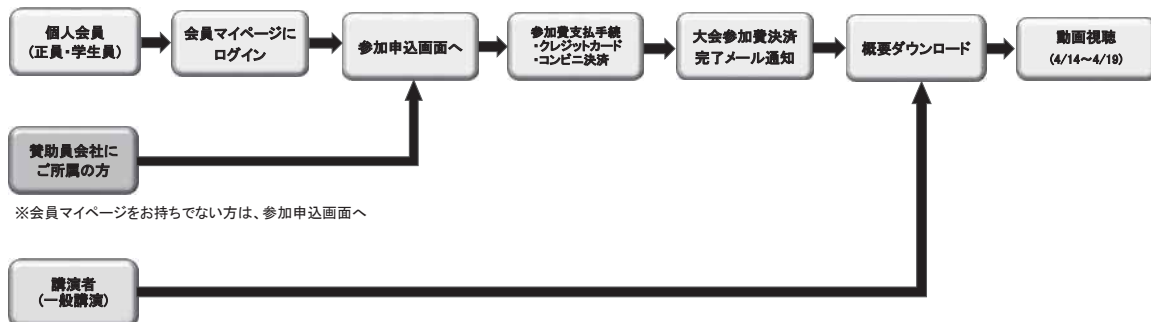 個人会員
(正員・学生員)
会員マイページに
ログイン
参加申込画面へ
参加費支払手続
・クレジットカード
・コンビニ決済
大会参加費決済
完了メール通知
概要ダウンロード
動画視聴
(4/14～4/19)
賛助員会社に
ご所属の方
※会員マイページをお持ちでない方は、参加申込画面へ
講演者
(一般講演)